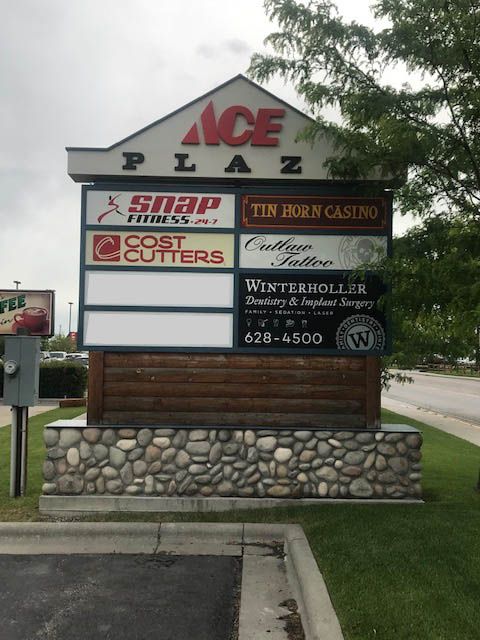 ACE
PLAZ
SNAP
FITNESS 24-7
TIN HORN CASINO
COST
CUTTERS
Outlaw
Tattoo
WINTERHOLLER
Dentistry & Implant Surgery
FAMILY • SEDATION • LASER
628-4500
W
FEE